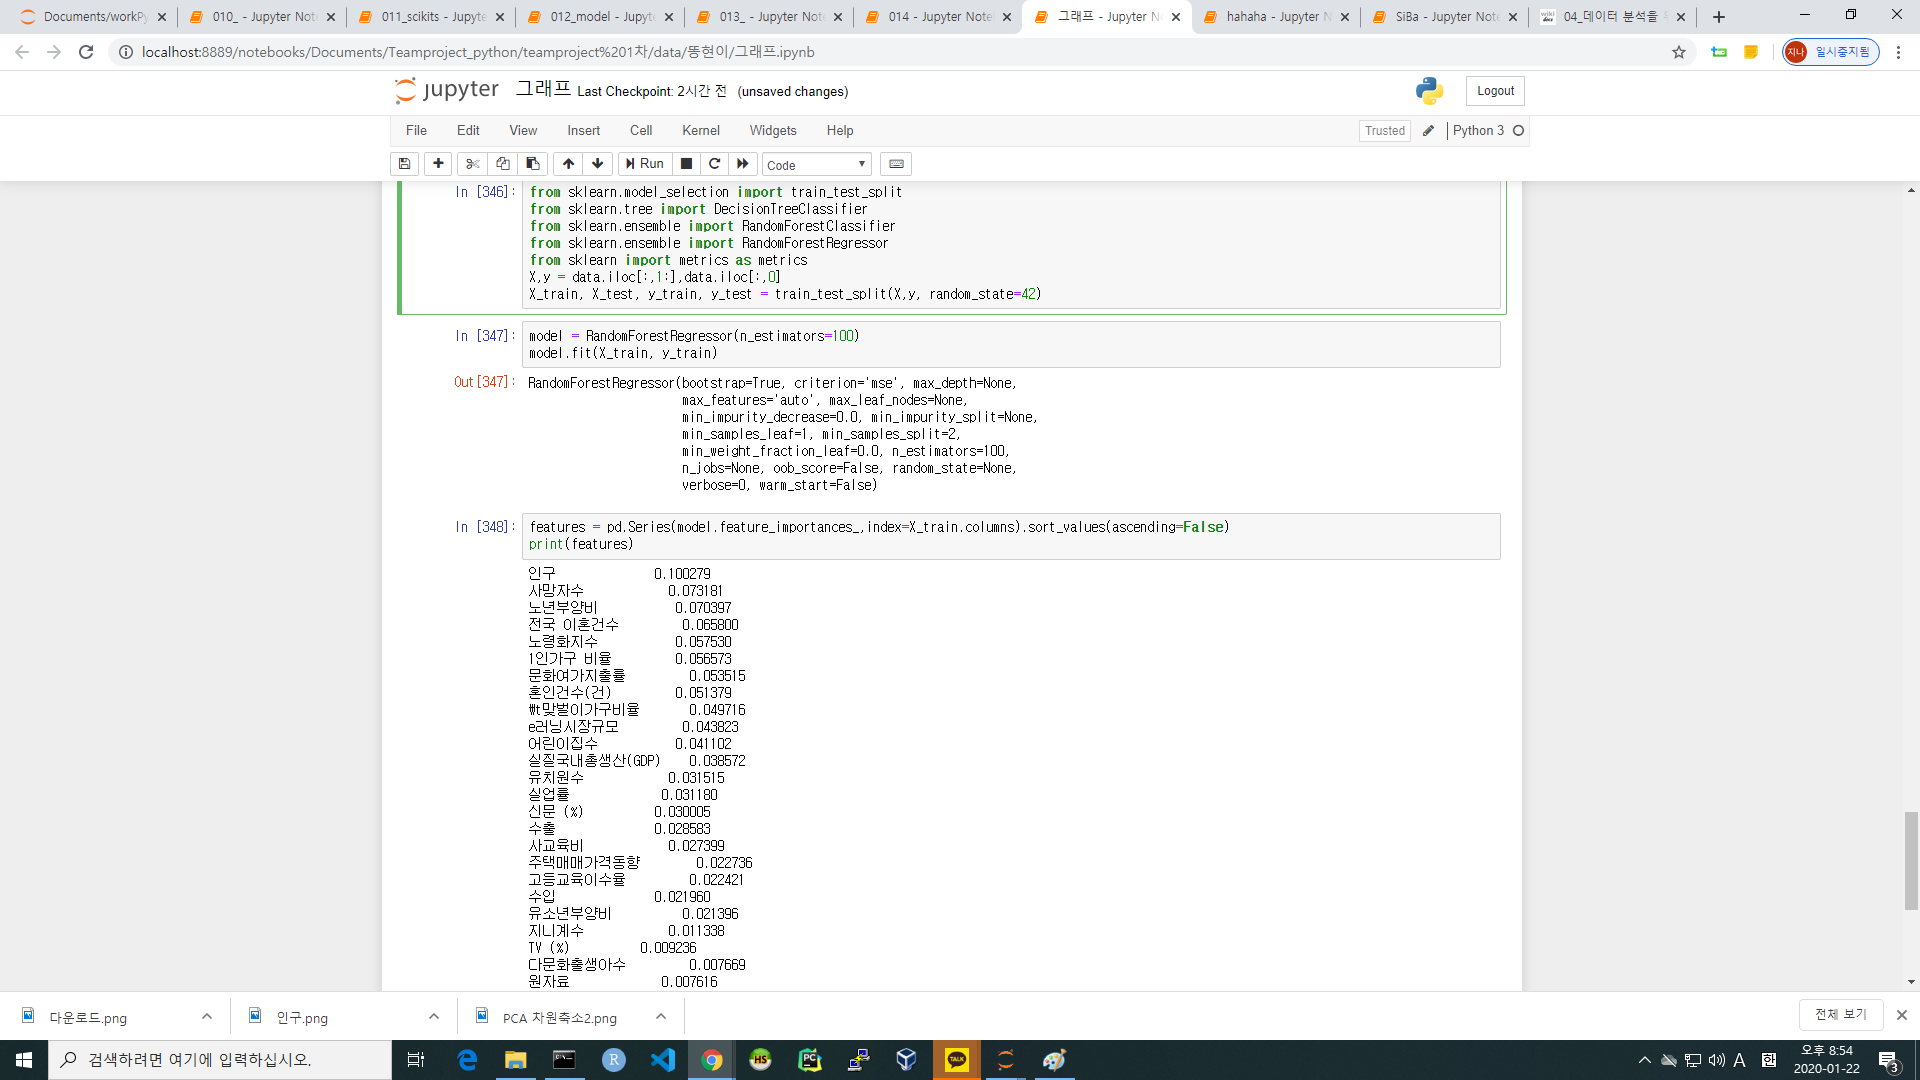 Documents/workPy
010_ - Jupyter Note
011_scikits - Jupyte
012_model - Jupyte
013_ - Jupyter Note
014 - Jupyter Note
그래프 - Jupyter No
hahaha - Jupyter N
SiBa - Jupyter Note
04_데이터 분석을
localhost:8889/notebooks/Documents/Teamproject_python/teamproject%201차/data/똥현이/그래프.ipynb
지나 일시중지됨
jupyter 그래프 Last Checkpoint: 2시간 전 (unsaved changes)
Logout
File Edit View Insert Cell Kernel Widgets Help
Trusted Python 3
Run Code
In [346]: from sklearn.model_selection import train_test_split
from sklearn.tree import DecisionTreeClassifier
from sklearn.ensemble import RandomForestClassifier
from sklearn.ensemble import RandomForestRegressor
from sklearn import metrics as metrics
X,y = data.iloc[:,1:],data.iloc[:,0]
X_train, X_test, y_train, y_test = train_test_split(X,y, random_state=42)
In [347]: model = RandomForestRegressor(n_estimators=100)
model.fit(X_train, y_train)
Out[347]: RandomForestRegressor(bootstrap=True, criterion='mse', max_depth=None,
max_features='auto', max_leaf_nodes=None,
min_impurity_decrease=0.0, min_impurity_split=None,
min_samples_leaf=1, min_samples_split=2,
min_weight_fraction_leaf=0.0, n_estimators=100,
n_jobs=None, oob_score=False, random_state=None,
verbose=0, warm_start=False)
In [348]: features = pd.Series(model.feature_importances_,index=X_train.columns).sort_values(ascending=False)
print(features)
인구 0.100279
사망자수 0.073181
노년부양비 0.070397
전국 이혼건수 0.065800
노령화지수 0.057530
1인가구 비율 0.056573
문화여가지출률 0.053515
혼인건수(건) 0.051379
₩t맞벌이가구비율 0.049716
e러닝시장규모 0.043823
어린이집수 0.041102
실질국내총생산(GDP) 0.038572
유치원수 0.031515
실업률 0.031180
신문 (%) 0.030005
수출 0.028583
사교육비 0.027399
주택매매가격동향 0.022736
고등교육이수율 0.022421
수입 0.021960
유소년부양비 0.021396
지니계수 0.011338
TV (%) 0.009236
다문화출생아수 0.007669
원자료 0.007616
다운로드.png
인구.png
PCA 차원축소2.png
전체 보기
검색하려면 여기에 입력하십시오.
R
HS
PC
TALK
A
한
오후 8:54
2020-01-22
3